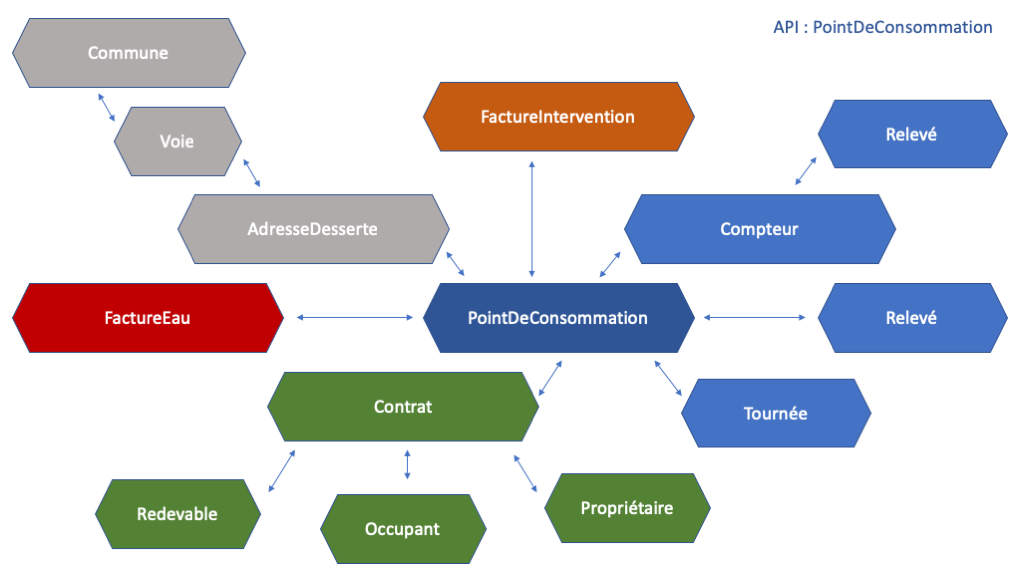 API : PointDeConsommation
Commune
FactureIntervention
Relevé
Voie
AdresseDesserte
Compteur
FactureEau
PointDeConsommation
Relevé
Contrat
Tournée
Redevable
Occupant
Propriétaire